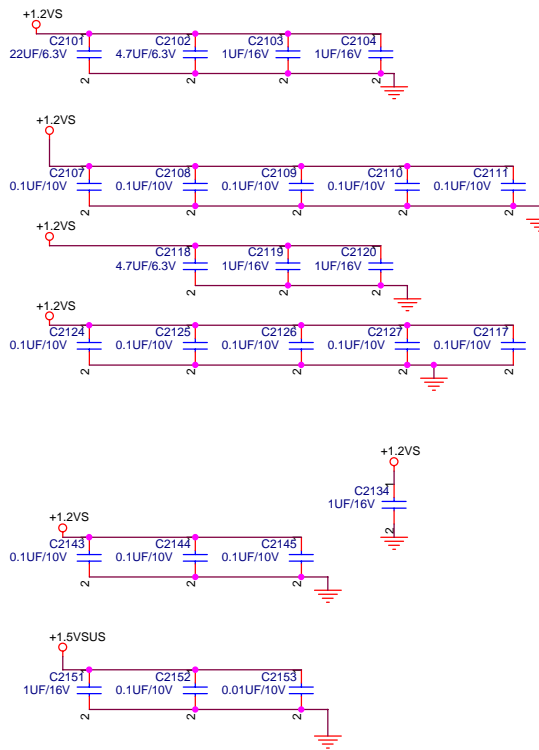 +1.2VS
C2101 C2102 C2103 C2104
22UF/6.3V 4.7UF/6.3V 1UF/16V 1UF/16V
2 2 2 2
+1.2VS
C2107 C2108 C2109 C2110 C2111
0.1UF/10V 0.1UF/10V 0.1UF/10V 0.1UF/10V 0.1UF/10V
2 2 2 2 2
+1.2VS
C2118 C2119 C2120
4.7UF/6.3V 1UF/16V 1UF/16V
2 2 2
+1.2VS
C2124 C2125 C2126 C2127 C2117
0.1UF/10V 0.1UF/10V 0.1UF/10V 0.1UF/10V 0.1UF/10V
2 2 2 2 2
+1.2VS
1
C2134
1UF/16V
2
+1.2VS
C2143 C2144 C2145
0.1UF/10V 0.1UF/10V 0.1UF/10V
2 2 2
+1.5VSUS
C2151 C2152 C2153
1UF/16V 0.1UF/10V 0.01UF/10V
2 2 2